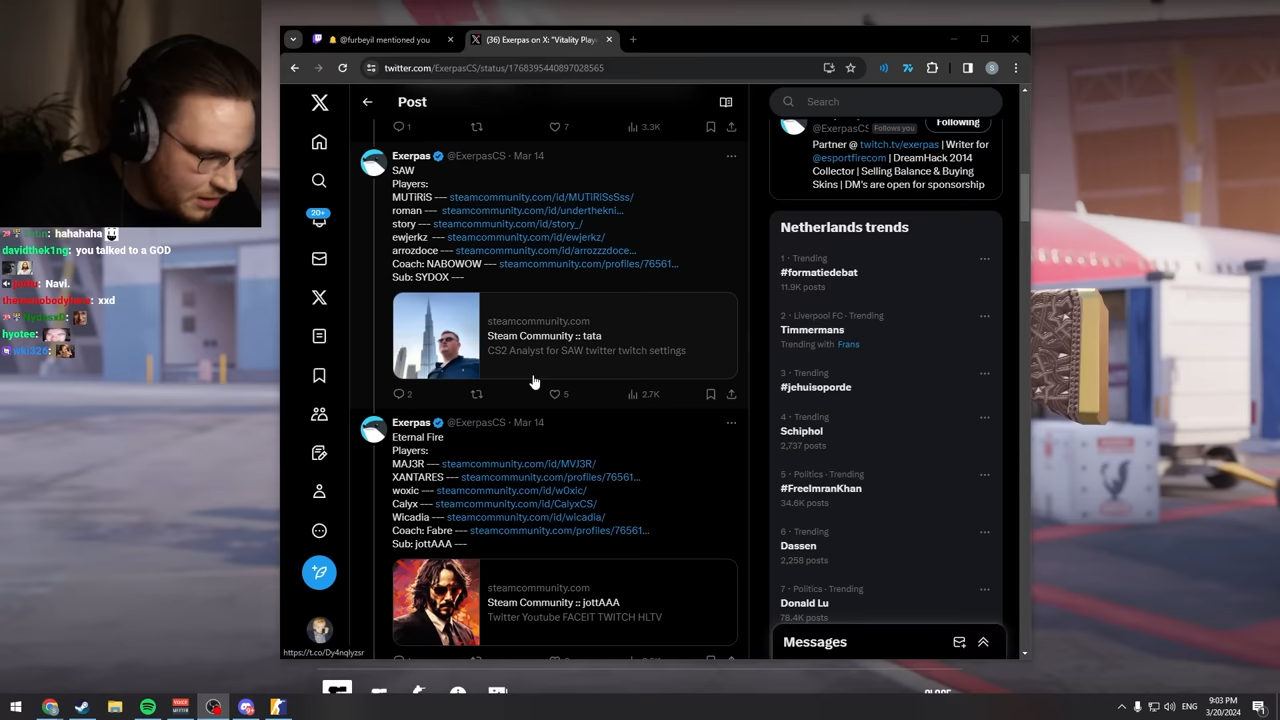 @furbeyil mentioned you
(36) Exerpas on X: "Vitality Play
twitter.com/ExerpasCS/status/1768395440897028565
Post
Search
1
7
3.3K
Exerpas @ExerpasCS · Mar 14
SAW
Players:
MUTiRiS --- steamcommunity.com/id/MUTiRiSsSss/
roman --- steamcommunity.com/id/underthekni…
story --- steamcommunity.com/id/story_/
ewjerkz --- steamcommunity.com/id/ewjerkz/
arrozdoce --- steamcommunity.com/id/arrozzzdoce…
Coach: NABOWOW --- steamcommunity.com/profiles/76561…
Sub: SYDOX ---
steamcommunity.com
Steam Community :: tata
CS2 Analyst for SAW twitter twitch settings
2
5
2.7K
Exerpas @ExerpasCS · Mar 14
Eternal Fire
Players:
MAJ3R --- steamcommunity.com/id/MVJ3R/
XANTARES --- steamcommunity.com/profiles/76561…
woxic --- steamcommunity.com/id/w0xic/
Calyx --- steamcommunity.com/id/CalyxCS/
Wicadia --- steamcommunity.com/id/wicadia/
Coach: Fabre --- steamcommunity.com/profiles/76561…
Sub: jottAAA ---
steamcommunity.com
Steam Community :: jottAAA
Twitter Youtube FACEIT TWITCH HLTV
@ExerpasCS Follows you
Following
Partner @ twitch.tv/exerpas | Writer for
@esportfirecom | DreamHack 2014
Collector | Selling Balance & Buying
Skins | DM's are open for sponsorship
Netherlands trends
1 · Trending
#formatiedebat
11.9K posts
2 · Liverpool FC · Trending
Timmermans
Trending with Frans
3 · Trending
#jehuisoporde
4 · Trending
Schiphol
2,737 posts
5 · Politics · Trending
#FreeImranKhan
34.6K posts
6 · Trending
Dassen
2,258 posts
7 · Politics · Trending
Donald Lu
78.4K posts
Messages
20+
hahahaha
davidthek1ng: you talked to a GOD
Navi.
xxd
hyotee:
wki326:
https://t.co/Dy4nqlyzsr
ENG
9:03 PM
3/20/2024